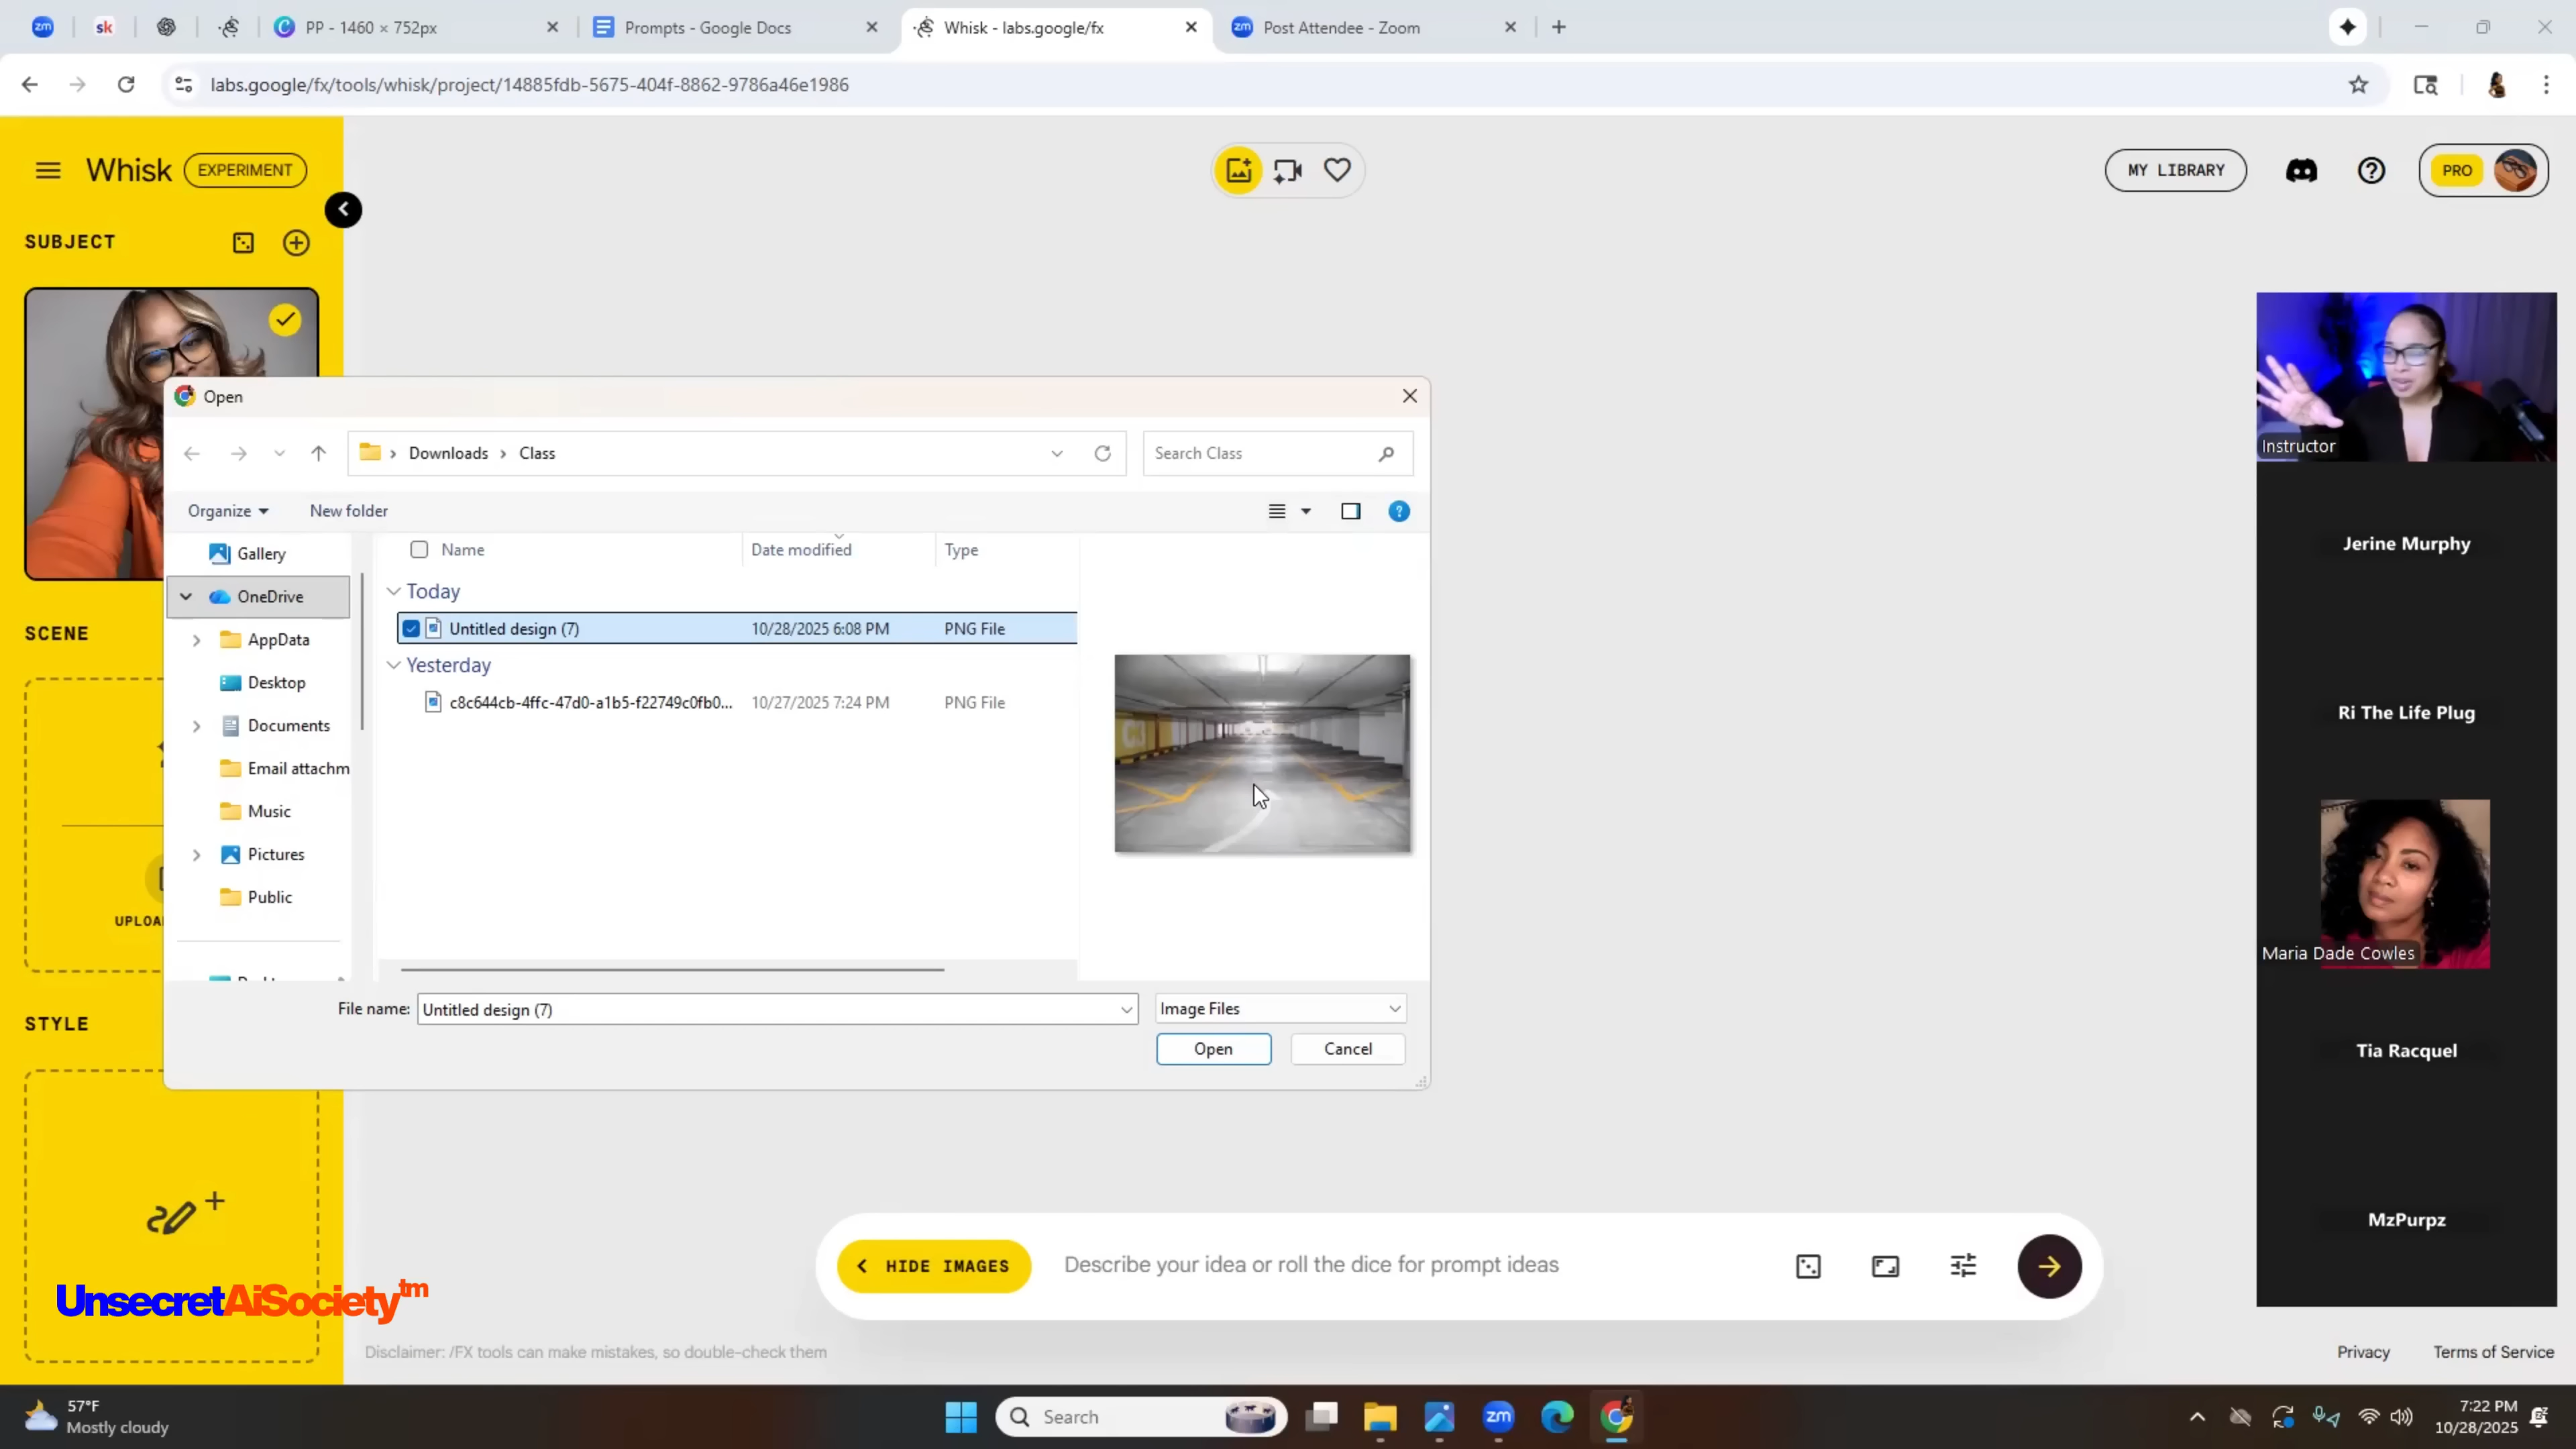 zm
sk
PP - 1460 × 752px
Prompts - Google Docs
Whisk - labs.google/fx
zm
Post Attendee - Zoom
labs.google/fx/tools/whisk/project/14885fdb-5675-404f-8862-9786a46e1986
Whisk
EXPERIMENT
MY LIBRARY
PRO
SUBJECT
SCENE
UPLOA
STYLE
Open
Downloads
Class
Search Class
Organize
New folder
Gallery
OneDrive
AppData
Desktop
Documents
Email attachm
Music
Pictures
Public
Name
Date modified
Type
Today
Untitled design (7)
10/28/2025 6:08 PM
PNG File
Yesterday
c8c644cb-4ffc-47d0-a1b5-f22749c0fb0...
10/27/2025 7:24 PM
PNG File
C3
File name:
Untitled design (7)
Image Files
Open
Cancel
Instructor
Jerine Murphy
Ri The Life Plug
Maria Dade Cowles
Tia Racquel
MzPurpz
HIDE IMAGES
Describe your idea or roll the dice for prompt ideas
UnsecretAiSociety™
Disclaimer: /FX tools can make mistakes, so double-check them
Privacy
Terms of Service
57°F
Mostly cloudy
Search
zm
7:22 PM
10/28/2025